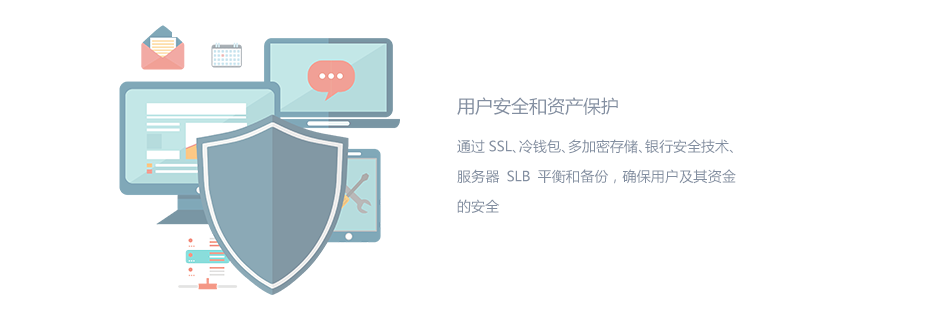 用户安全和资产保护
通过 SSL、冷钱包、多加密存储、银行安全技术、
服务器 SLB 平衡和备份，确保用户及其资金
的安全